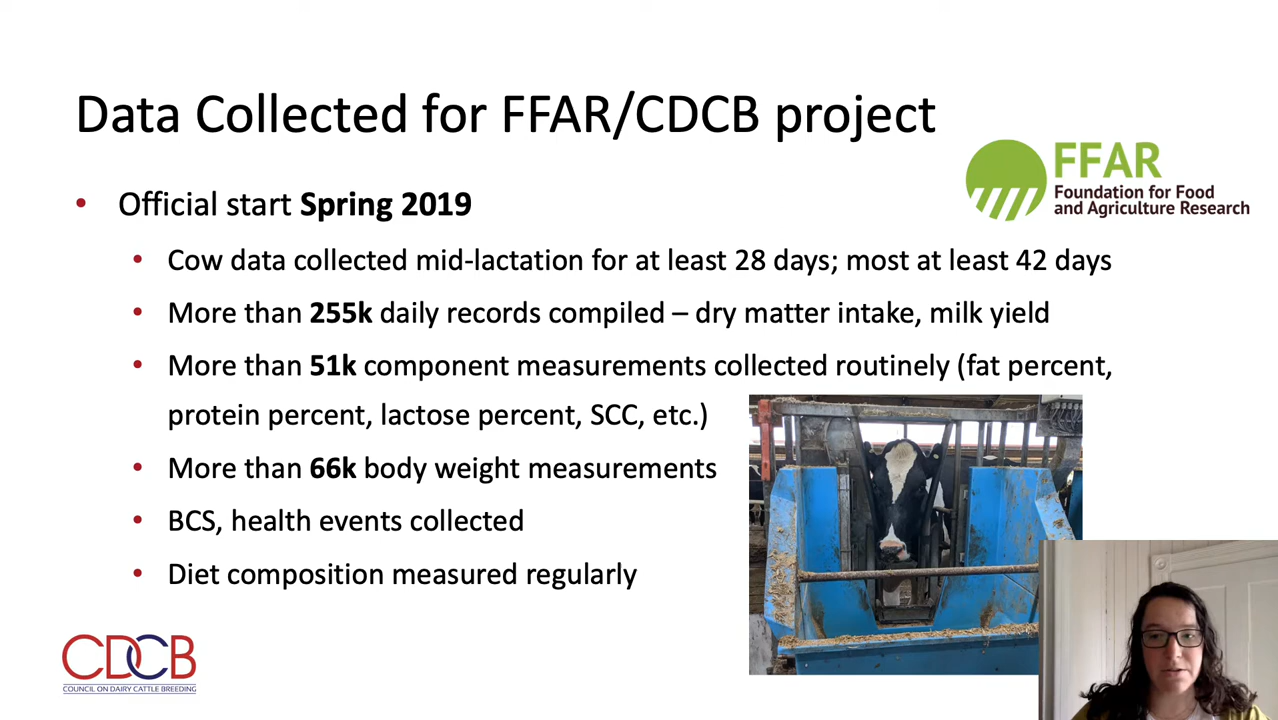 Data Collected for FFAR/CDCB project
FFAR
Foundation for Food
and Agriculture Research
• Official start Spring 2019
• Cow data collected mid-lactation for at least 28 days; most at least 42 days
• More than 255k daily records compiled – dry matter intake, milk yield
• More than 51k component measurements collected routinely (fat percent,
protein percent, lactose percent, SCC, etc.)
• More than 66k body weight measurements
• BCS, health events collected
• Diet composition measured regularly
CDCB
COUNCIL ON DAIRY CATTLE BREEDING